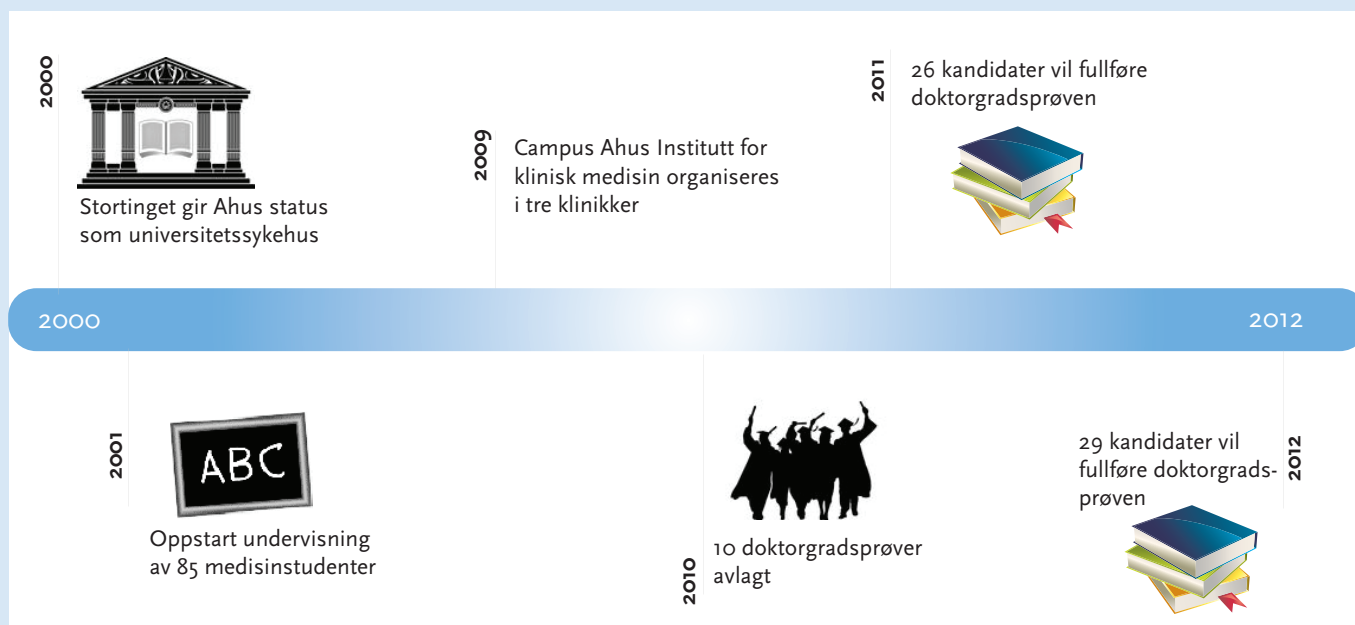 2000
Stortinget gir Ahus status
som universitetssykehus
2009
Campus Ahus Institutt for
klinisk medisin organiseres
i tre klinikker
2011
26 kandidater vil fullføre
doktorgradsprøven
2000
2012
2001
ABC
Oppstart undervisning
av 85 medisinstudenter
2010
10 doktorgradsprøver
avlagt
29 kandidater vil
fullføre doktorgrads-
prøven
2012